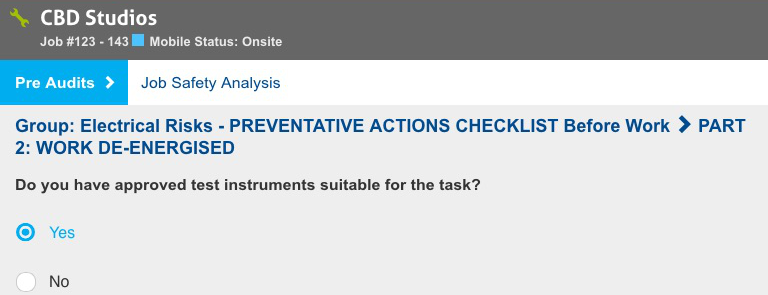 CBD Studios
Job #123 - 143 Mobile Status: Onsite
Pre Audits Job Safety Analysis
Group: Electrical Risks - PREVENTATIVE ACTIONS CHECKLIST Before Work PART
2: WORK DE-ENERGISED
Do you have approved test instruments suitable for the task?
Yes
No